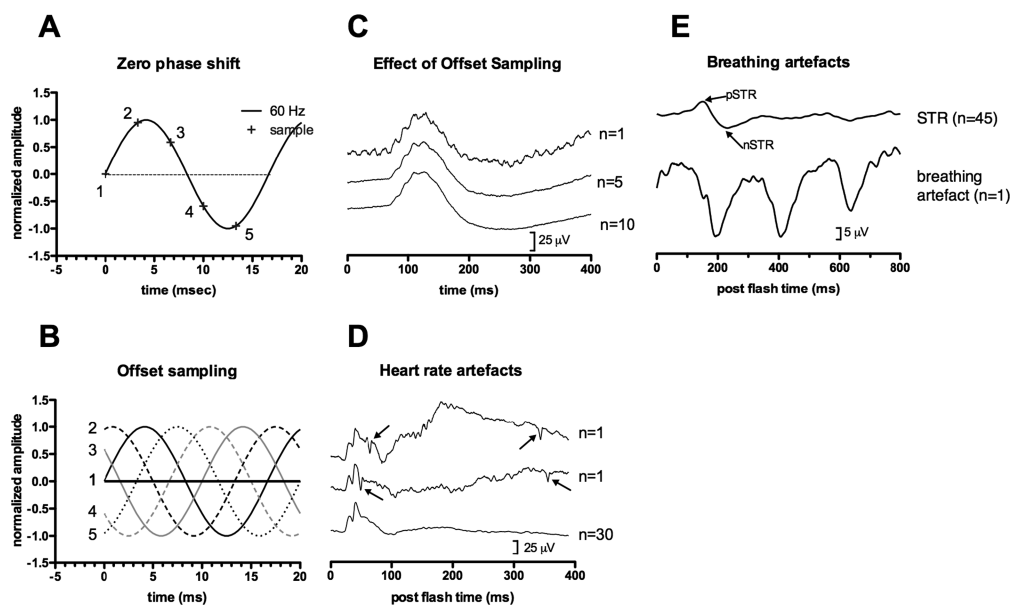 A
Zero phase shift
normalized amplitude
1.5
1.0
0.5
0.0
-0.5
-1.0
-1.5
-5
0
5
10
15
20
time (msec)
1
2
3
4
5
60 Hz
sample
C
Effect of Offset Sampling
n=1
n=5
n=10
25 µV
0
100
200
300
400
time (ms)
E
Breathing artefacts
pSTR
nSTR
STR (n=45)
breathing
artefact (n=1)
5 µV
0
200
400
600
800
post flash time (ms)
B
Offset sampling
normalized amplitude
1.5
1.0
0.5
0.0
-0.5
-1.0
-1.5
2
3
1
4
5
-5
0
5
10
15
20
time (ms)
D
Heart rate artefacts
n=1
n=1
n=30
25 µV
0
100
200
300
400
post flash time (ms)